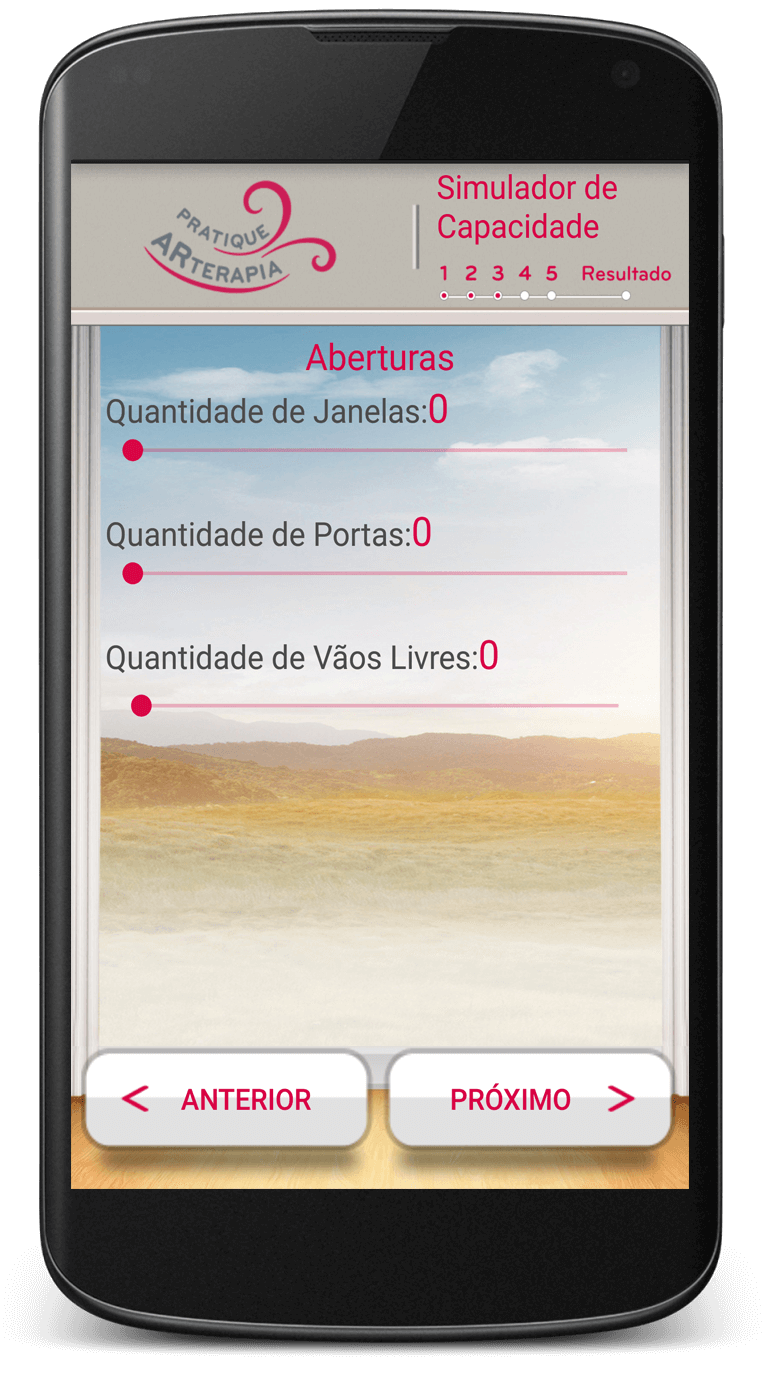 PRATIQUE
ARTERAPIA
Simulador de
Capacidade
1 2 3 4 5 Resultado
Aberturas
Quantidade de Janelas:0
Quantidade de Portas:0
Quantidade de Vãos Livres:0
< ANTERIOR
PRÓXIMO >